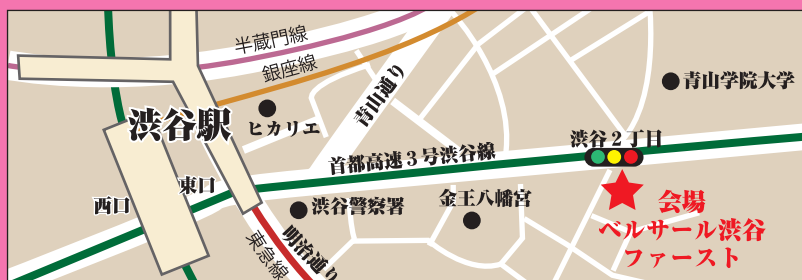 半蔵門線
銀座線
青山通り
青山学院大学
渋谷駅
ヒカリエ
渋谷2丁目
首都高速3号渋谷線
東口
西口
渋谷警察署
金王八幡宮
会場
ベルサール渋谷
ファースト
明治通り
東急線